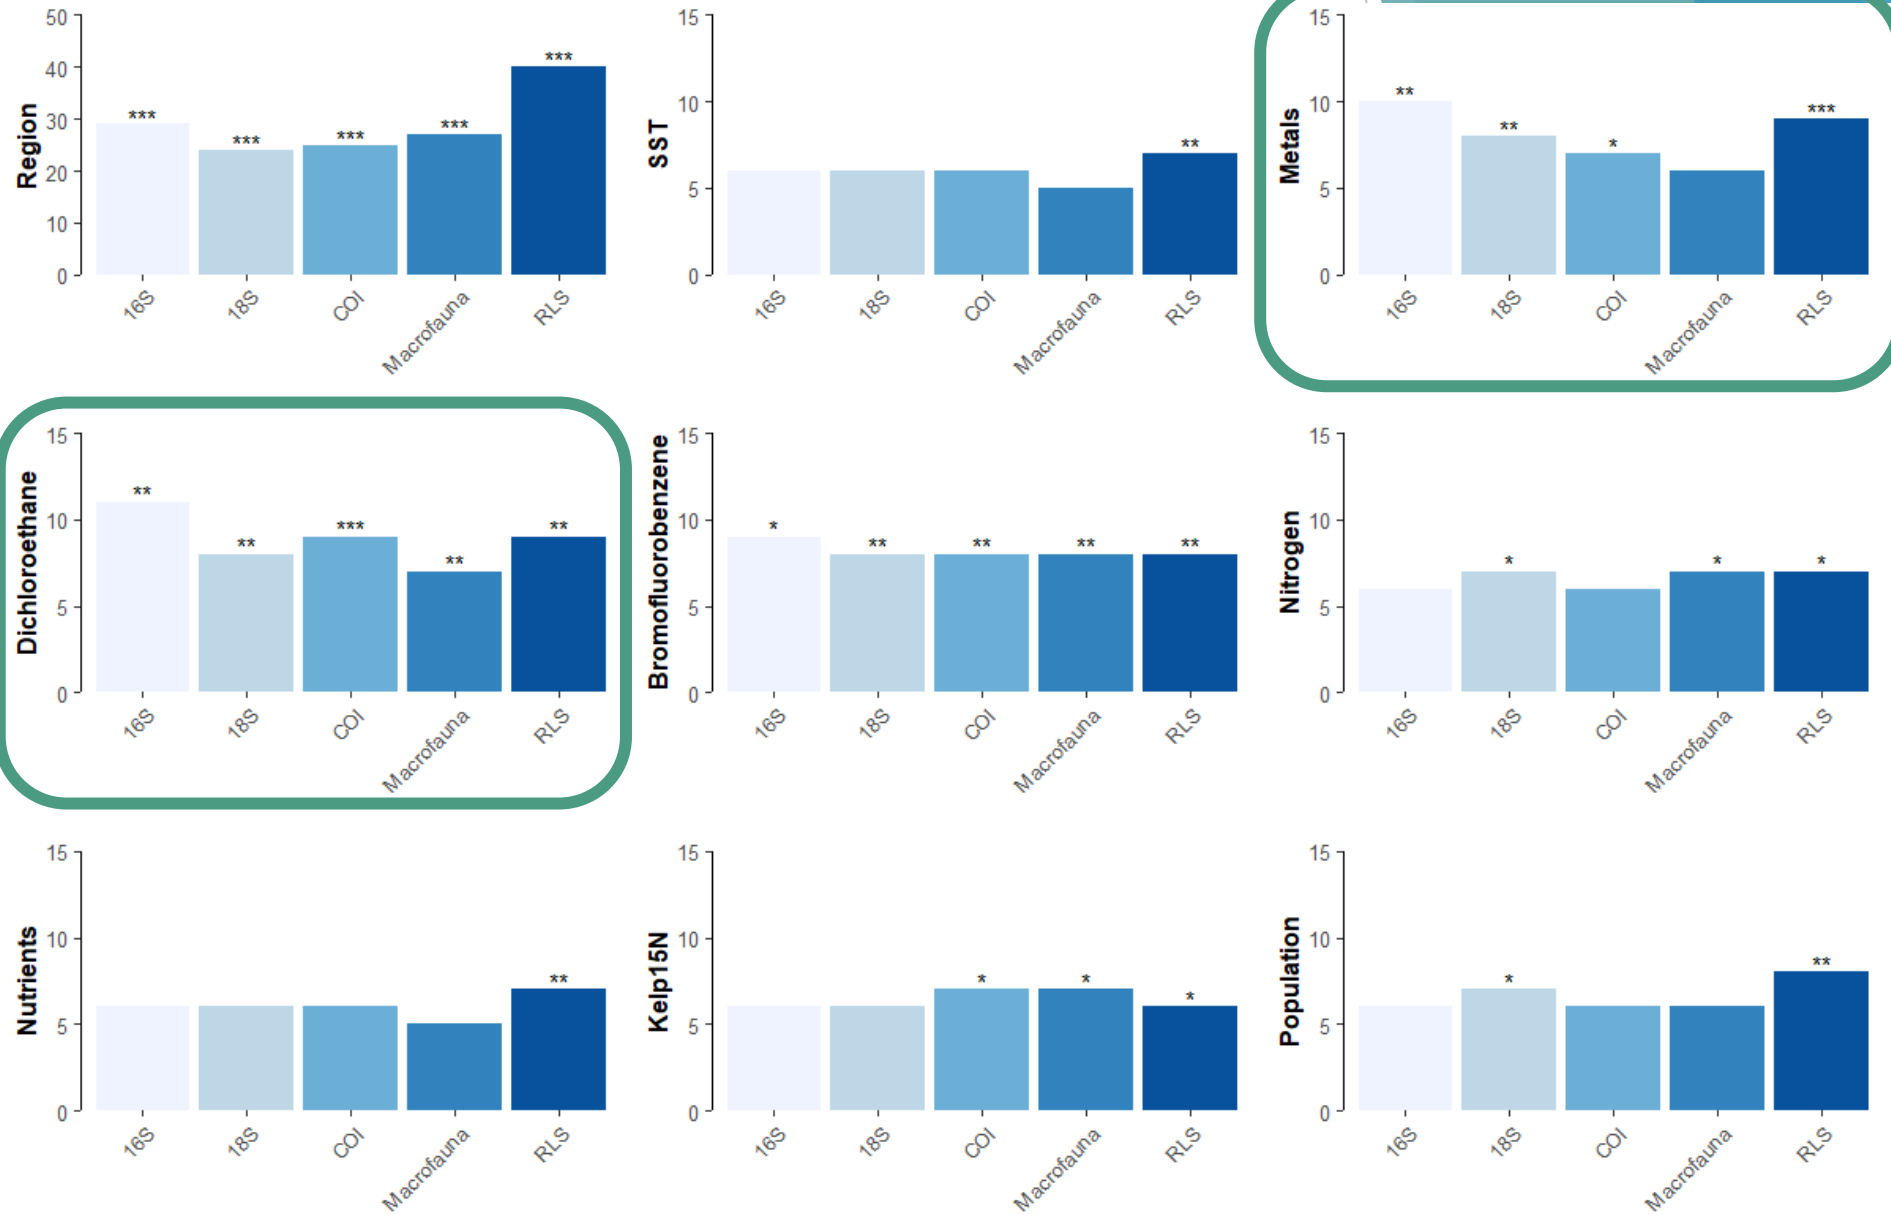 Region
50
40
30
20
10
0
***
***
***
***
***
16S
18S
COI
Macrofauna
RLS
SST
15
10
5
0
**
16S
18S
COI
Macrofauna
RLS
Metals
15
10
5
0
**
**
*
***
16S
18S
COI
Macrofauna
RLS
Dichloroethane
15
10
5
0
**
**
***
**
**
16S
18S
COI
Macrofauna
RLS
Bromofluorobenzene
15
10
5
0
*
**
**
**
**
16S
18S
COI
Macrofauna
RLS
Nitrogen
15
10
5
0
*
*
*
16S
18S
COI
Macrofauna
RLS
Nutrients
15
10
5
0
**
16S
18S
COI
Macrofauna
RLS
Kelp15N
15
10
5
0
*
*
*
16S
18S
COI
Macrofauna
RLS
Population
15
10
5
0
*
**
16S
18S
COI
Macrofauna
RLS